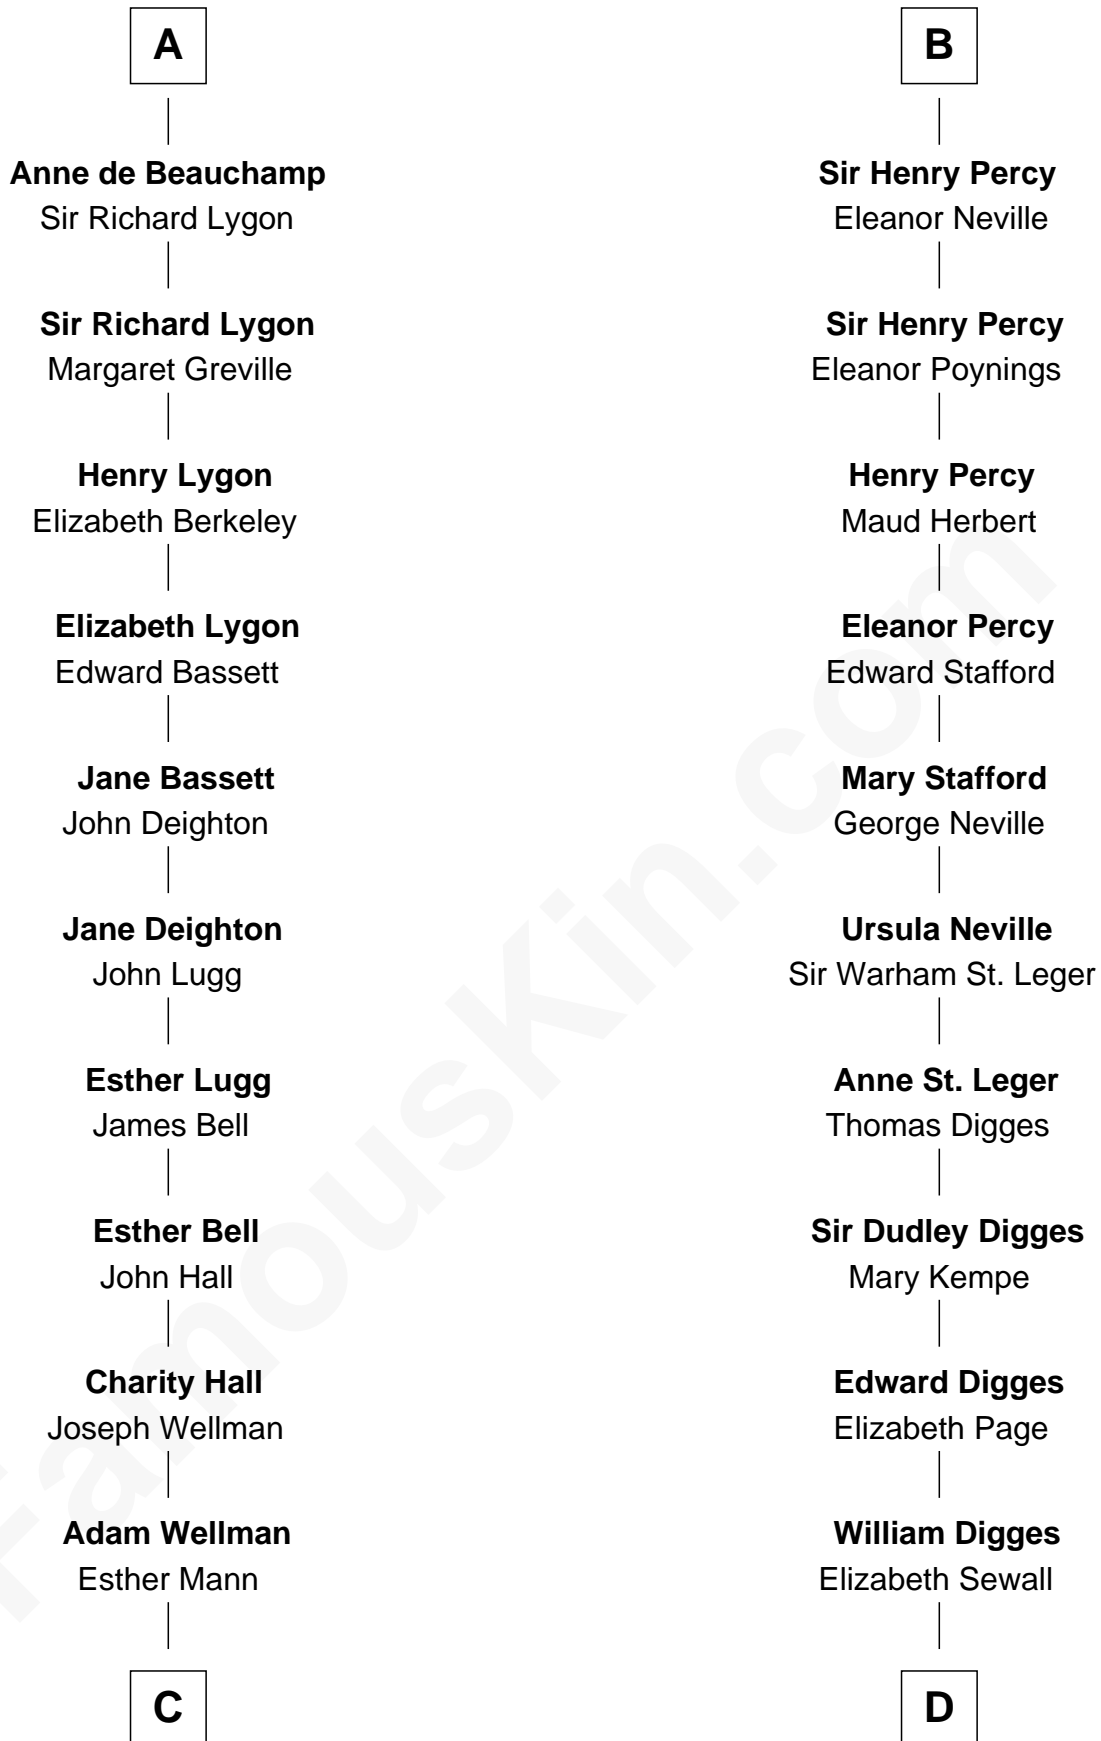 A
Anne de Beauchamp
Sir Richard Lygon
Sir Richard Lygon
Margaret Greville
Henry Lygon
Elizabeth Berkeley
Elizabeth Lygon
Edward Bassett
Jane Bassett
John Deighton
Jane Deighton
John Lugg
Esther Lugg
James Bell
Esther Bell
John Hall
Charity Hall
Joseph Wellman
Adam Wellman
Esther Mann
C
B
Sir Henry Percy
Eleanor Neville
Sir Henry Percy
Eleanor Poynings
Henry Percy
Maud Herbert
Eleanor Percy
Edward Stafford
Mary Stafford
George Neville
Ursula Neville
Sir Warham St. Leger
Anne St. Leger
Thomas Digges
Sir Dudley Digges
Mary Kempe
Edward Digges
Elizabeth Page
William Digges
Elizabeth Sewall
D
FamousKin.com